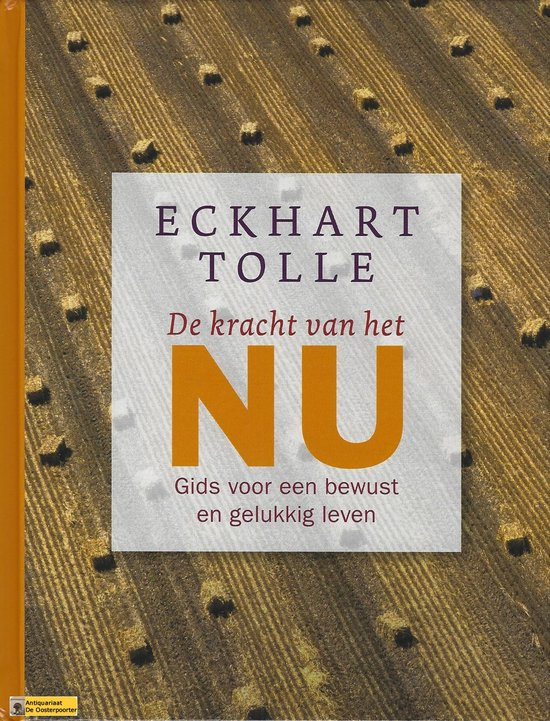 ECKHART
TOLLE
De kracht van het
NU
Gids voor een bewust
en gelukkig leven
Antiquariaat
De Oosterpoorter